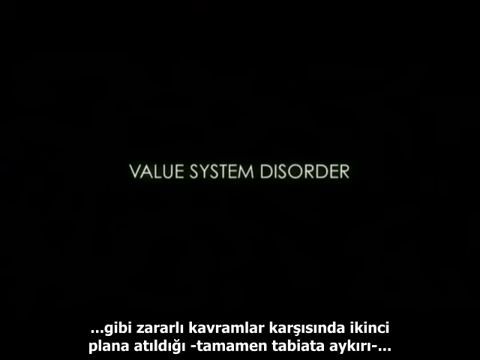 VALUE SYSTEM DISORDER
...gibi zararlı kavramlar karşısında ikinci
plana atıldığı -tamamen tabiata aykırı-...